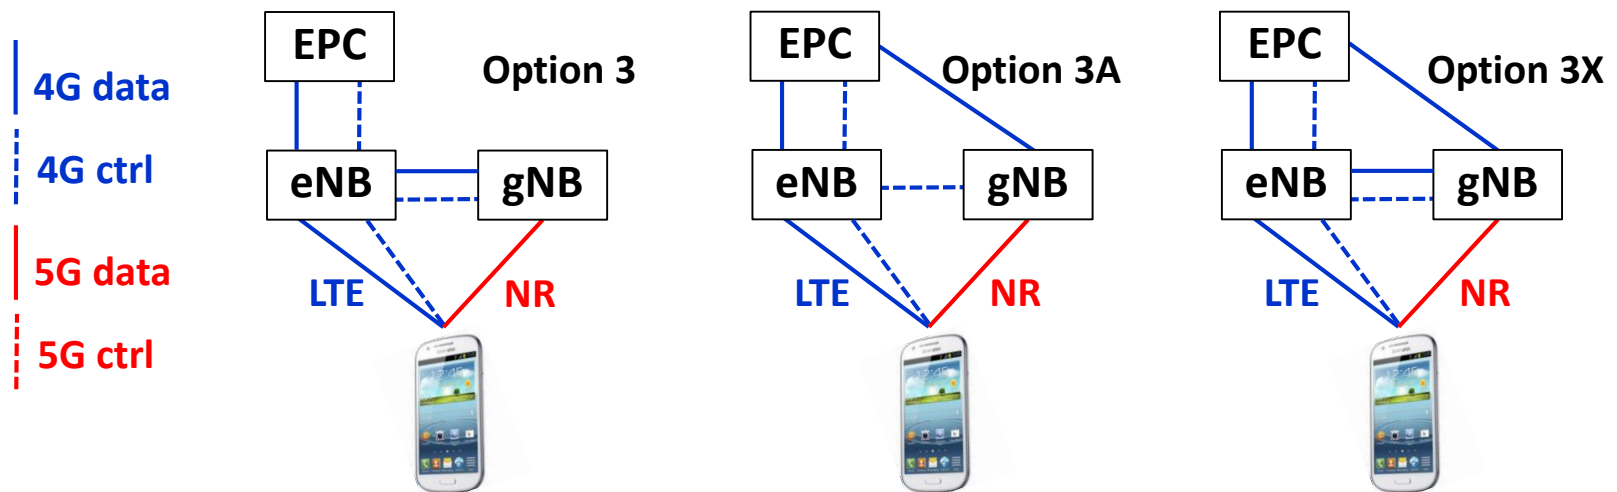 4G data
4G ctrl
5G data
5G ctrl
EPC
Option 3
eNB
gNB
LTE
NR
EPC
Option 3A
eNB
gNB
LTE
NR
EPC
Option 3X
eNB
gNB
LTE
NR